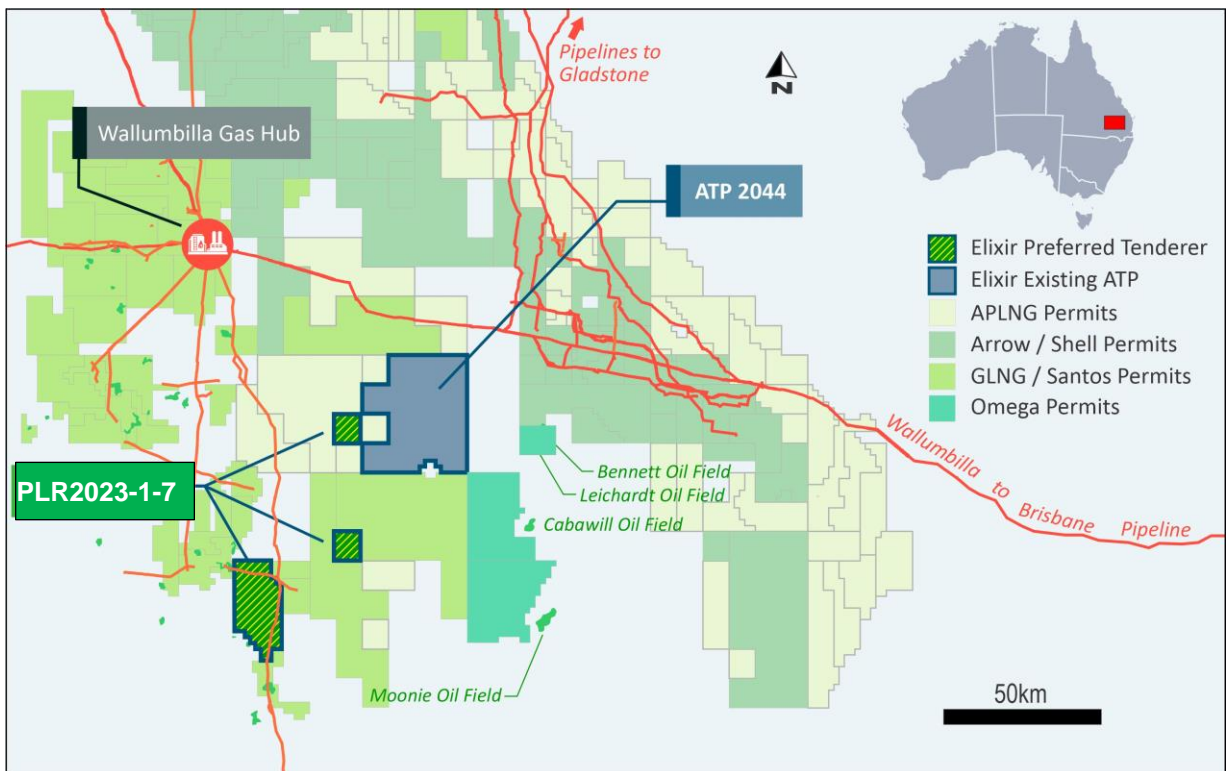 Pipelines to
Gladstone
N
Wallumbilla Gas Hub
ATP 2044
Elixir Preferred Tenderer
Elixir Existing ATP
APLNG Permits
Arrow / Shell Permits
GLNG / Santos Permits
Omega Permits
Bennett Oil Field
Leichardt Oil Field
PLR2023-1-7
Cabawill Oil Field
Wallumbilla to Brisbane Pipeline
Moonie Oil Field
50km